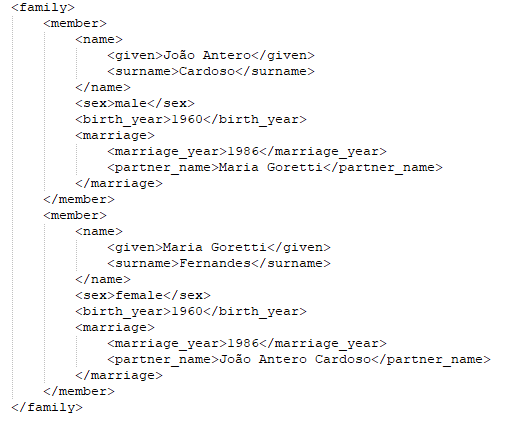 <family>
<member>
<name>
<given>João Antero</given>
<surname>Cardoso</surname>
</name>
<sex>male</sex>
<birth_year>1960</birth_year>
<marriage>
<marriage_year>1986</marriage_year>
<partner_name>Maria Goretti</partner_name>
</marriage>
</member>
<member>
<name>
<given>Maria Goretti</given>
<surname>Fernandes</surname>
</name>
<sex>female</sex>
<birth_year>1960</birth_year>
<marriage>
<marriage_year>1986</marriage_year>
<partner_name>João Antero Cardoso</partner_name>
</marriage>
</member>
</family>